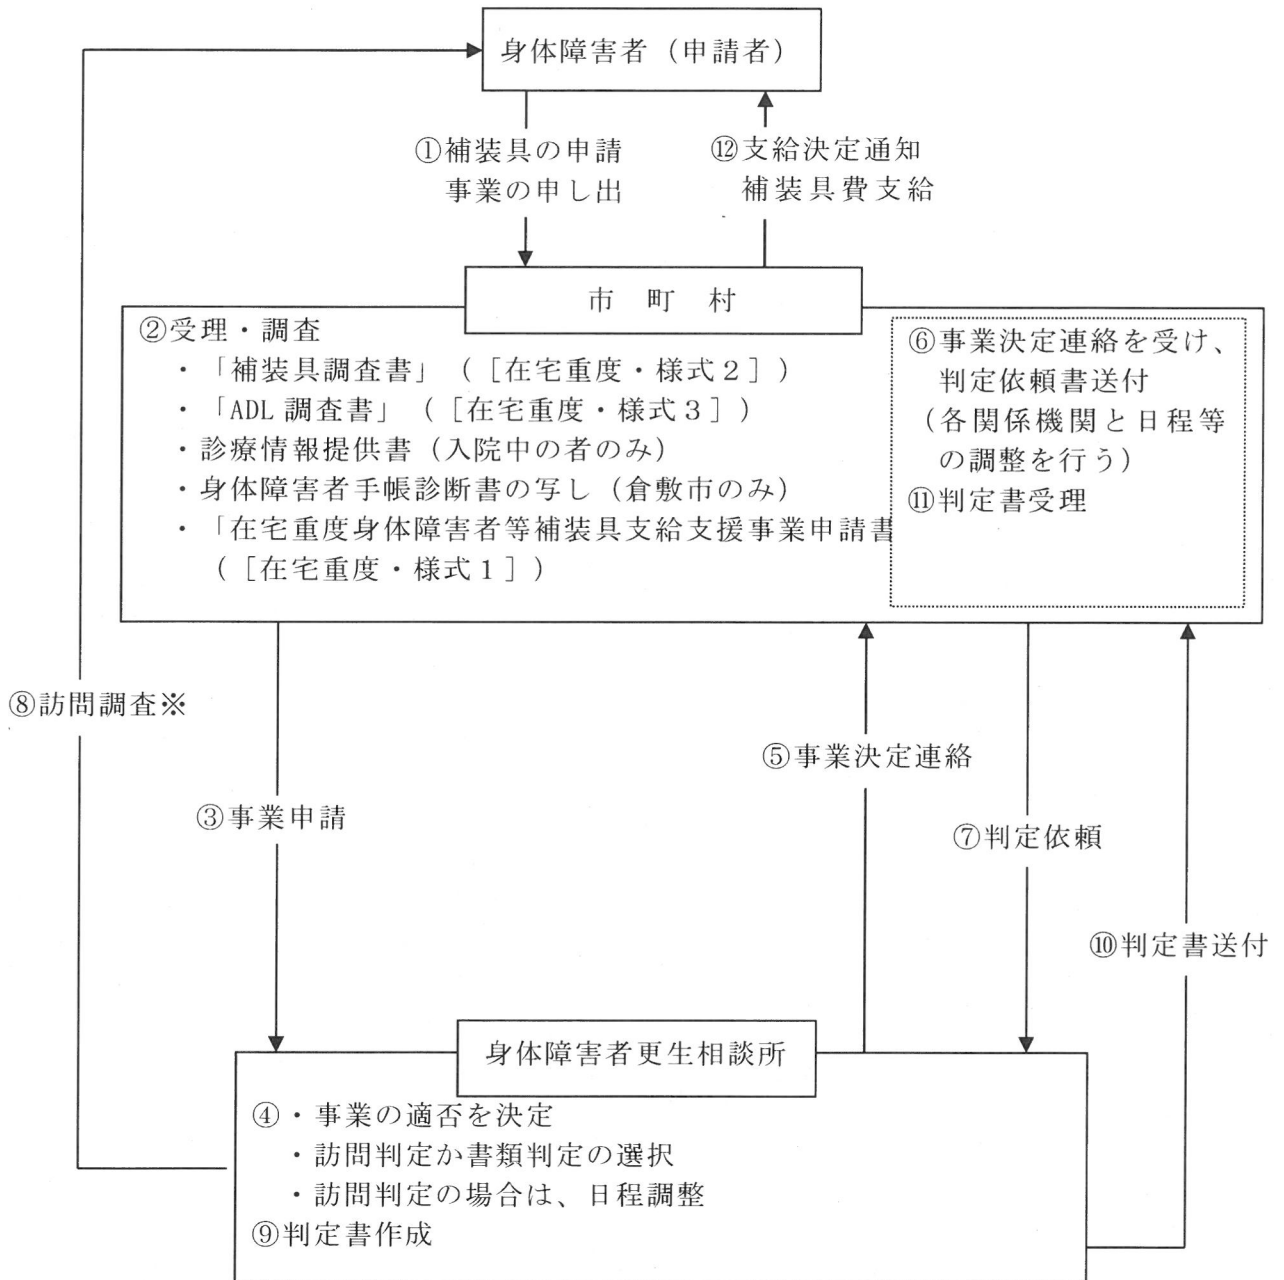 身体障害者（申請者）
①補装具の申請
事業の申し出
⑫支給決定通知
補装具費支給
市　町　村
②受理・調査
・「補装具調査書」（［在宅重度・様式２］）
・「ADL調査書」（［在宅重度・様式３］）
・診療情報提供書（入院中の者のみ）
・身体障害者手帳診断書の写し（倉敷市のみ）
・「在宅重度身体障害者等補装具支給支援事業申請書
（［在宅重度・様式１］）
⑥事業決定連絡を受け、
判定依頼書送付
（各関係機関と日程等
の調整を行う）
⑪判定書受理
⑧訪問調査※
③事業申請
⑤事業決定連絡
⑦判定依頼
⑩判定書送付
身体障害者更生相談所
④・事業の適否を決定
・訪問判定か書類判定の選択
・訪問判定の場合は、日程調整
⑨判定書作成